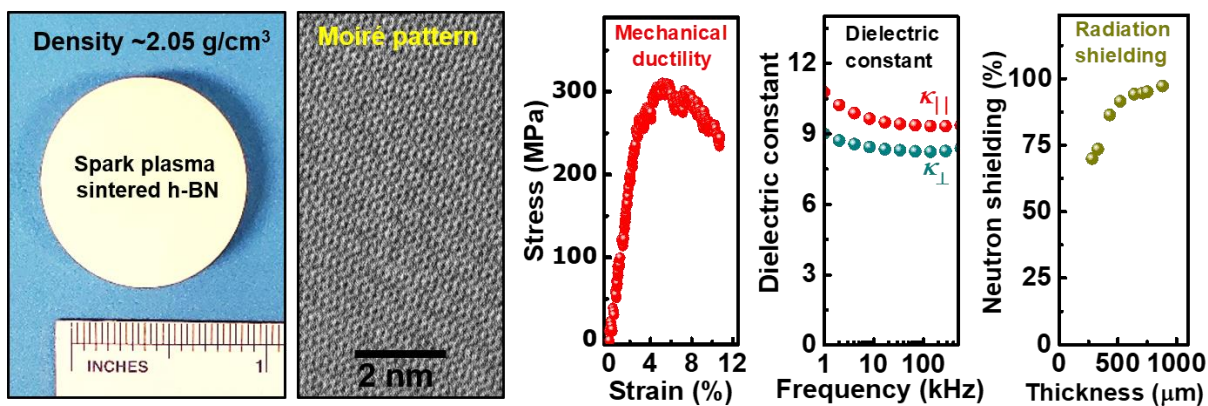 Density ~2.05 g/cm³
Spark plasma
sintered h-BN
INCHES
1
Moiré pattern
2 nm
Mechanical
ductility
Stress (MPa)
300
200
100
0
0
4
8
12
Strain (%)
Dielectric
constant
Dielectric constant
12
9
6
3
0
κ||
κ⊥
1
10
100
Frequency (kHz)
Radiation
shielding
Neutron shielding (%)
100
75
50
25
0
0
500
1000
Thickness (μm)